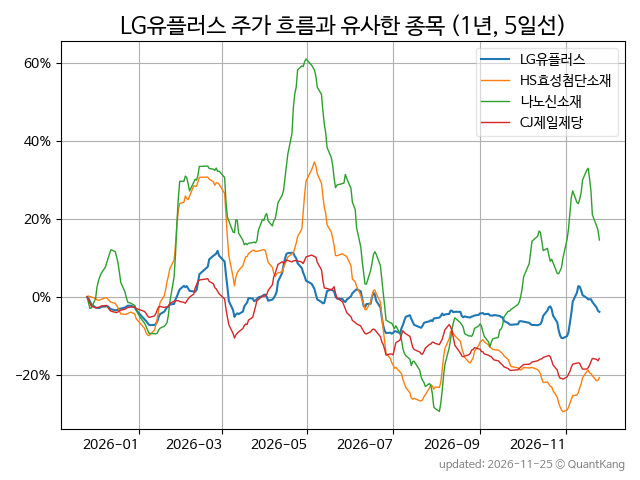 LG유플러스 주가 흐름과 유사한 종목 (1년, 5일선)
LG유플러스
HS효성첨단소재
나노신소재
CJ제일제당
60%
40%
20%
0%
−20%
2026-01
2026-03
2026-05
2026-07
2026-09
2026-11
updated: 2026-11-25 © QuantKang